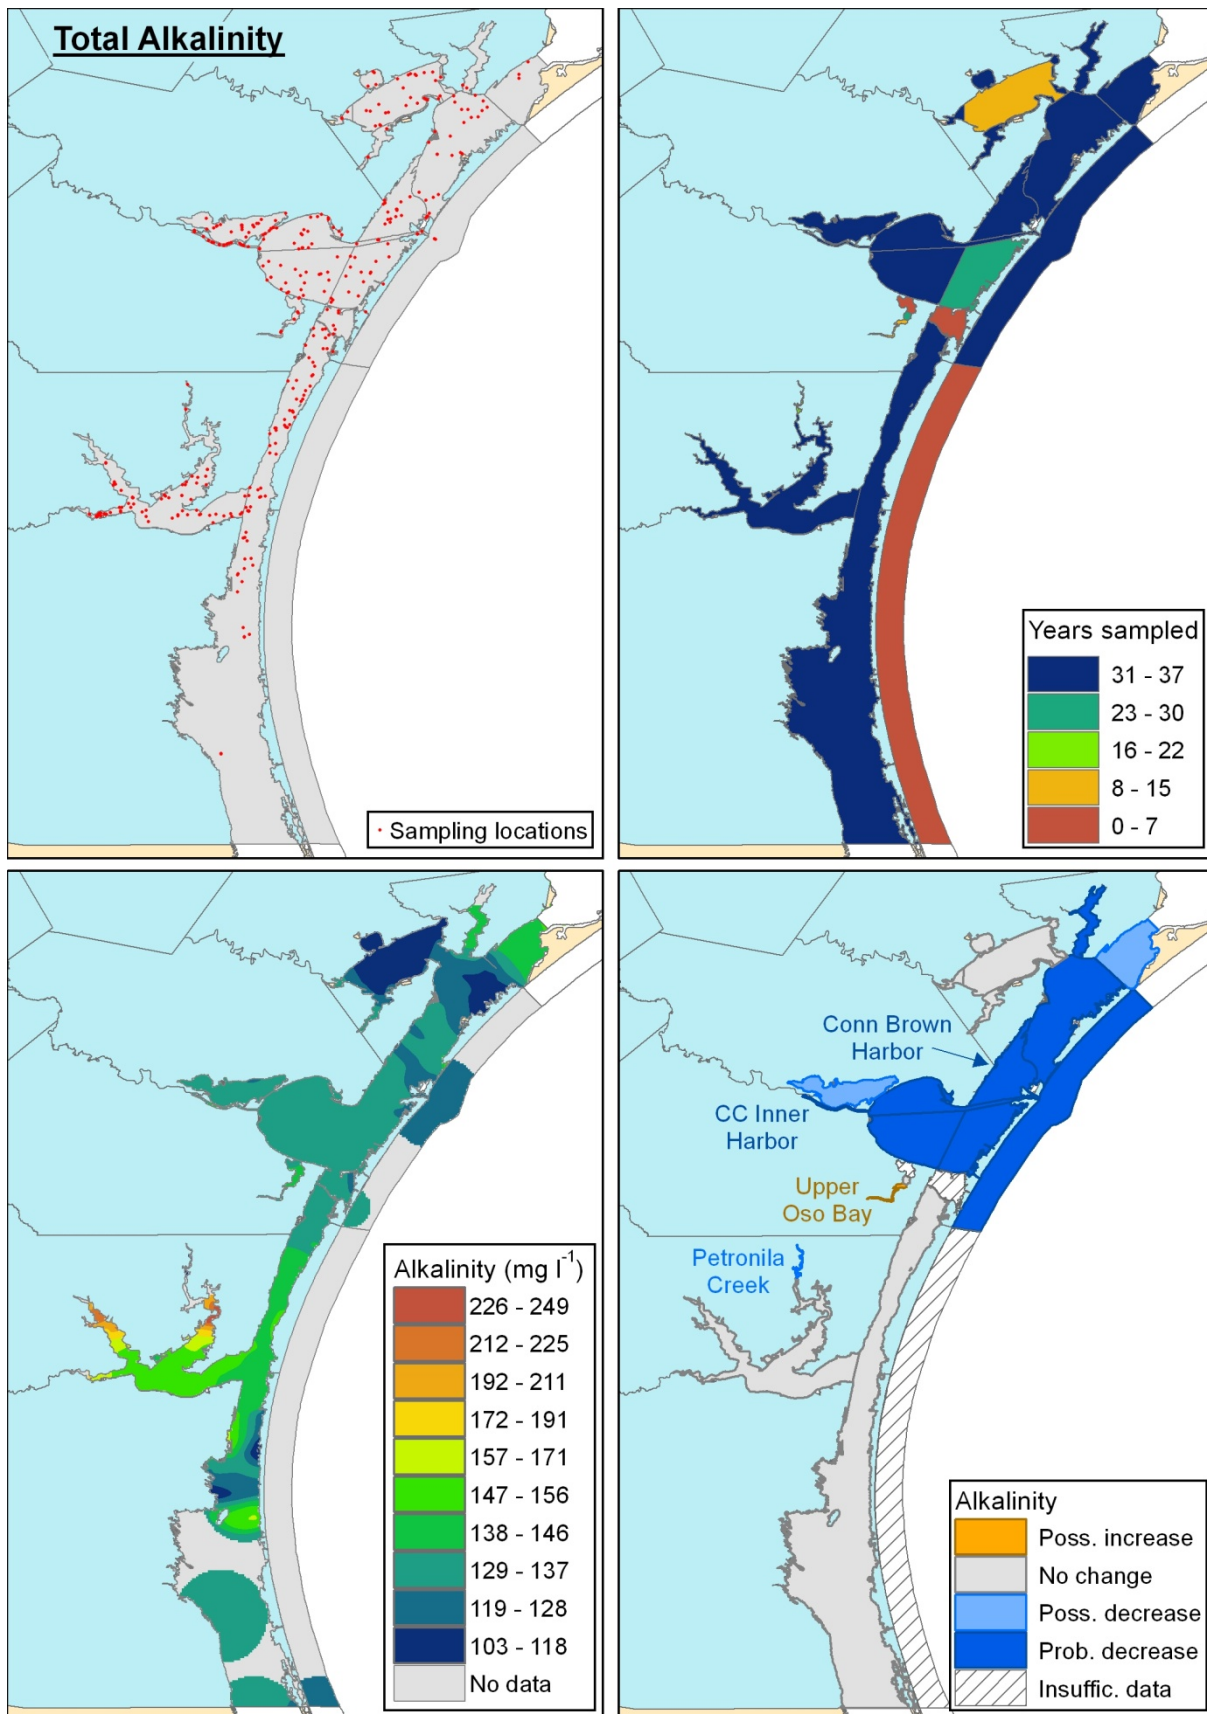 Total Alkalinity
· Sampling locations
Years sampled
31 - 37
23 - 30
16 - 22
8 - 15
0 - 7
Alkalinity (mg l⁻¹)
226 - 249
212 - 225
192 - 211
172 - 191
157 - 171
147 - 156
138 - 146
129 - 137
119 - 128
103 - 118
No data
Conn Brown
Harbor
CC Inner
Harbor
Upper
Oso Bay
Petronila
Creek
Alkalinity
Poss. increase
No change
Poss. decrease
Prob. decrease
Insuffic. data